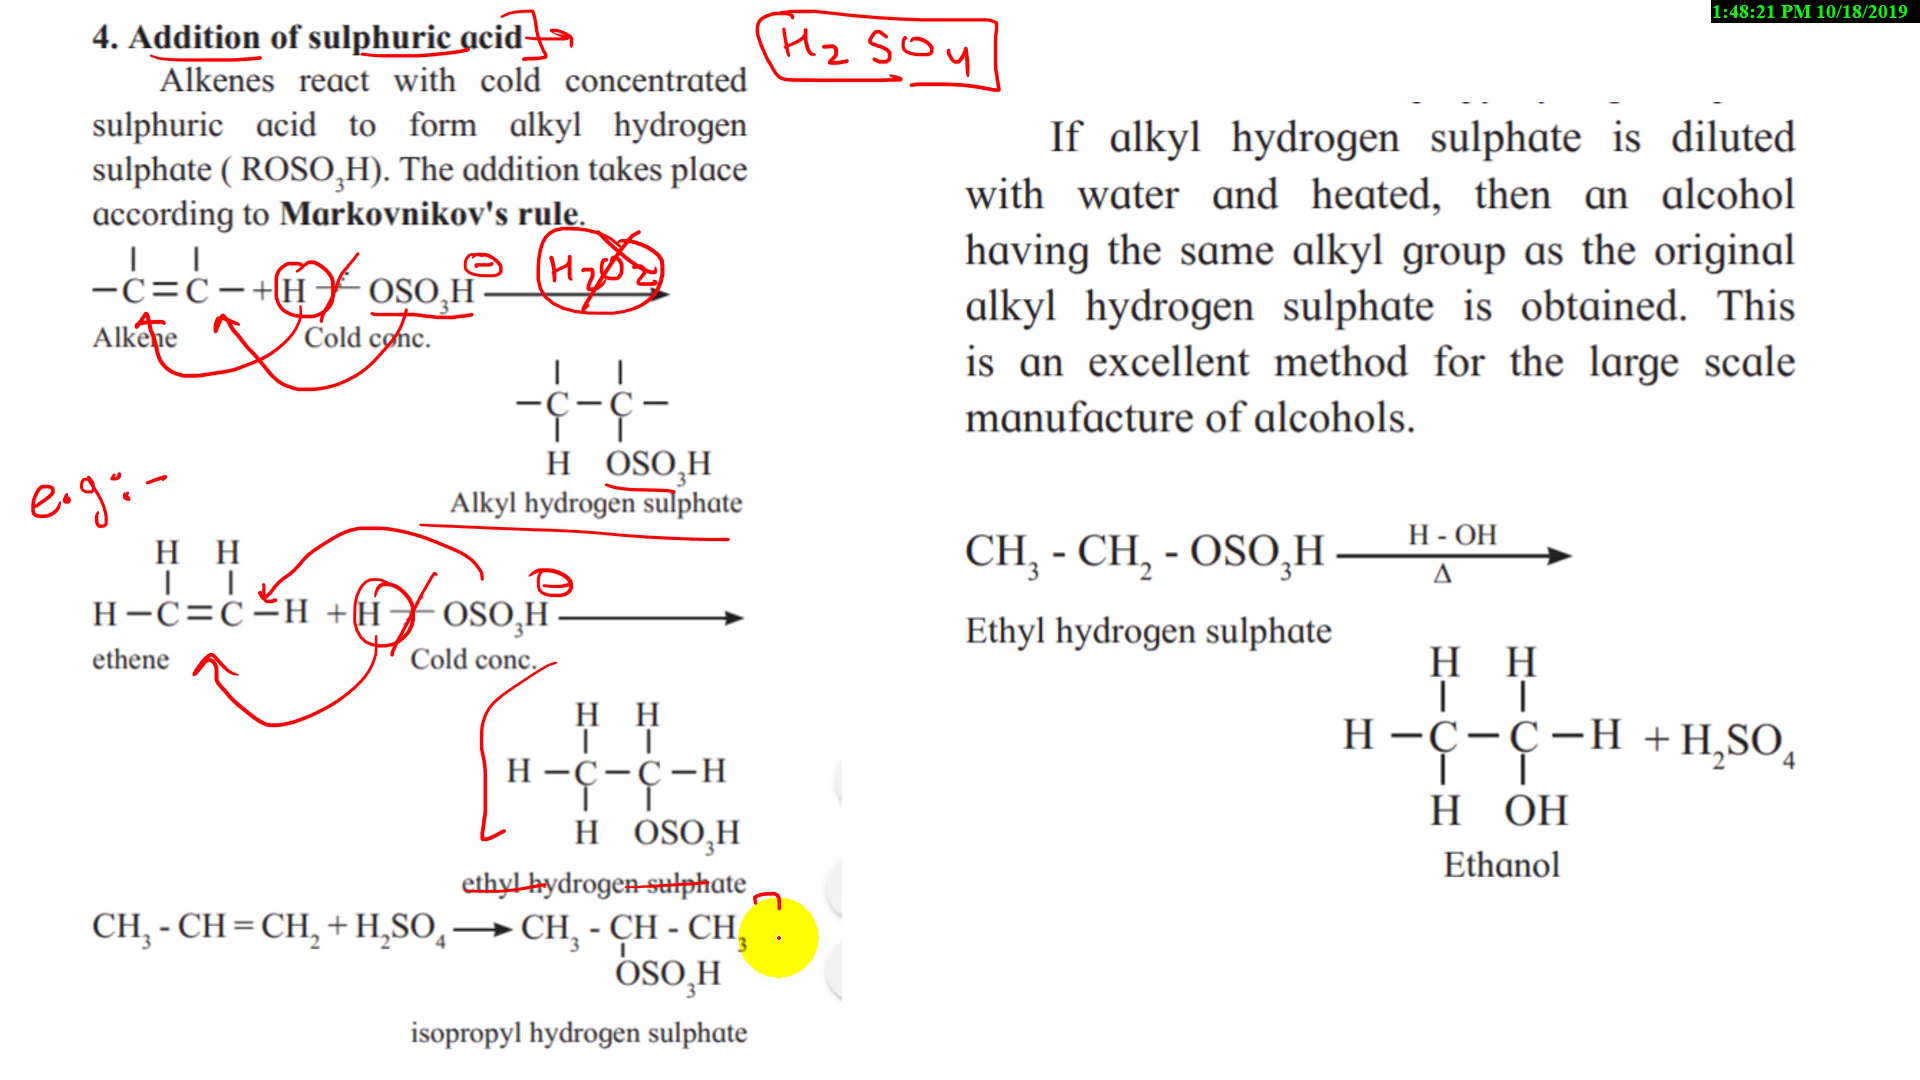 1:48:21 PM 10/18/2019
4. Addition of sulphuric acid
H2SO4
Alkenes react with cold concentrated
sulphuric acid to form alkyl hydrogen
sulphate ( ROSO3H). The addition takes place
according to Markovnikov's rule.
H2O2
–C=C– + H – OSO3H
Alkene Cold conc.
–C–C–
H OSO3H
Alkyl hydrogen sulphate
e.g:-
H H
H–C=C–H + H – OSO3H
ethene Cold conc.
H H
H–C–C–H
H OSO3H
ethyl hydrogen sulphate
CH3 - CH = CH2 + H2SO4 ⟶ CH3 - CH - CH3
OSO3H
isopropyl hydrogen sulphate
If alkyl hydrogen sulphate is diluted
with water and heated, then an alcohol
having the same alkyl group as the original
alkyl hydrogen sulphate is obtained. This
is an excellent method for the large scale
manufacture of alcohols.
H - OH
CH3 - CH2 - OSO3H ⟶
Δ
Ethyl hydrogen sulphate
H H
H–C–C–H + H2SO4
H OH
Ethanol